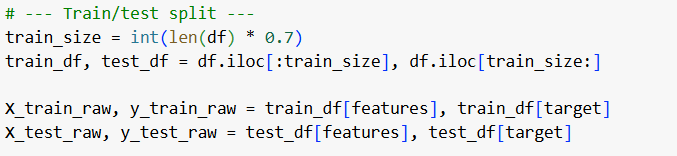 # --- Train/test split ---
train_size = int(len(df) * 0.7)
train_df, test_df = df.iloc[:train_size], df.iloc[train_size:]
X_train_raw, y_train_raw = train_df[features], train_df[target]
X_test_raw, y_test_raw = test_df[features], test_df[target]